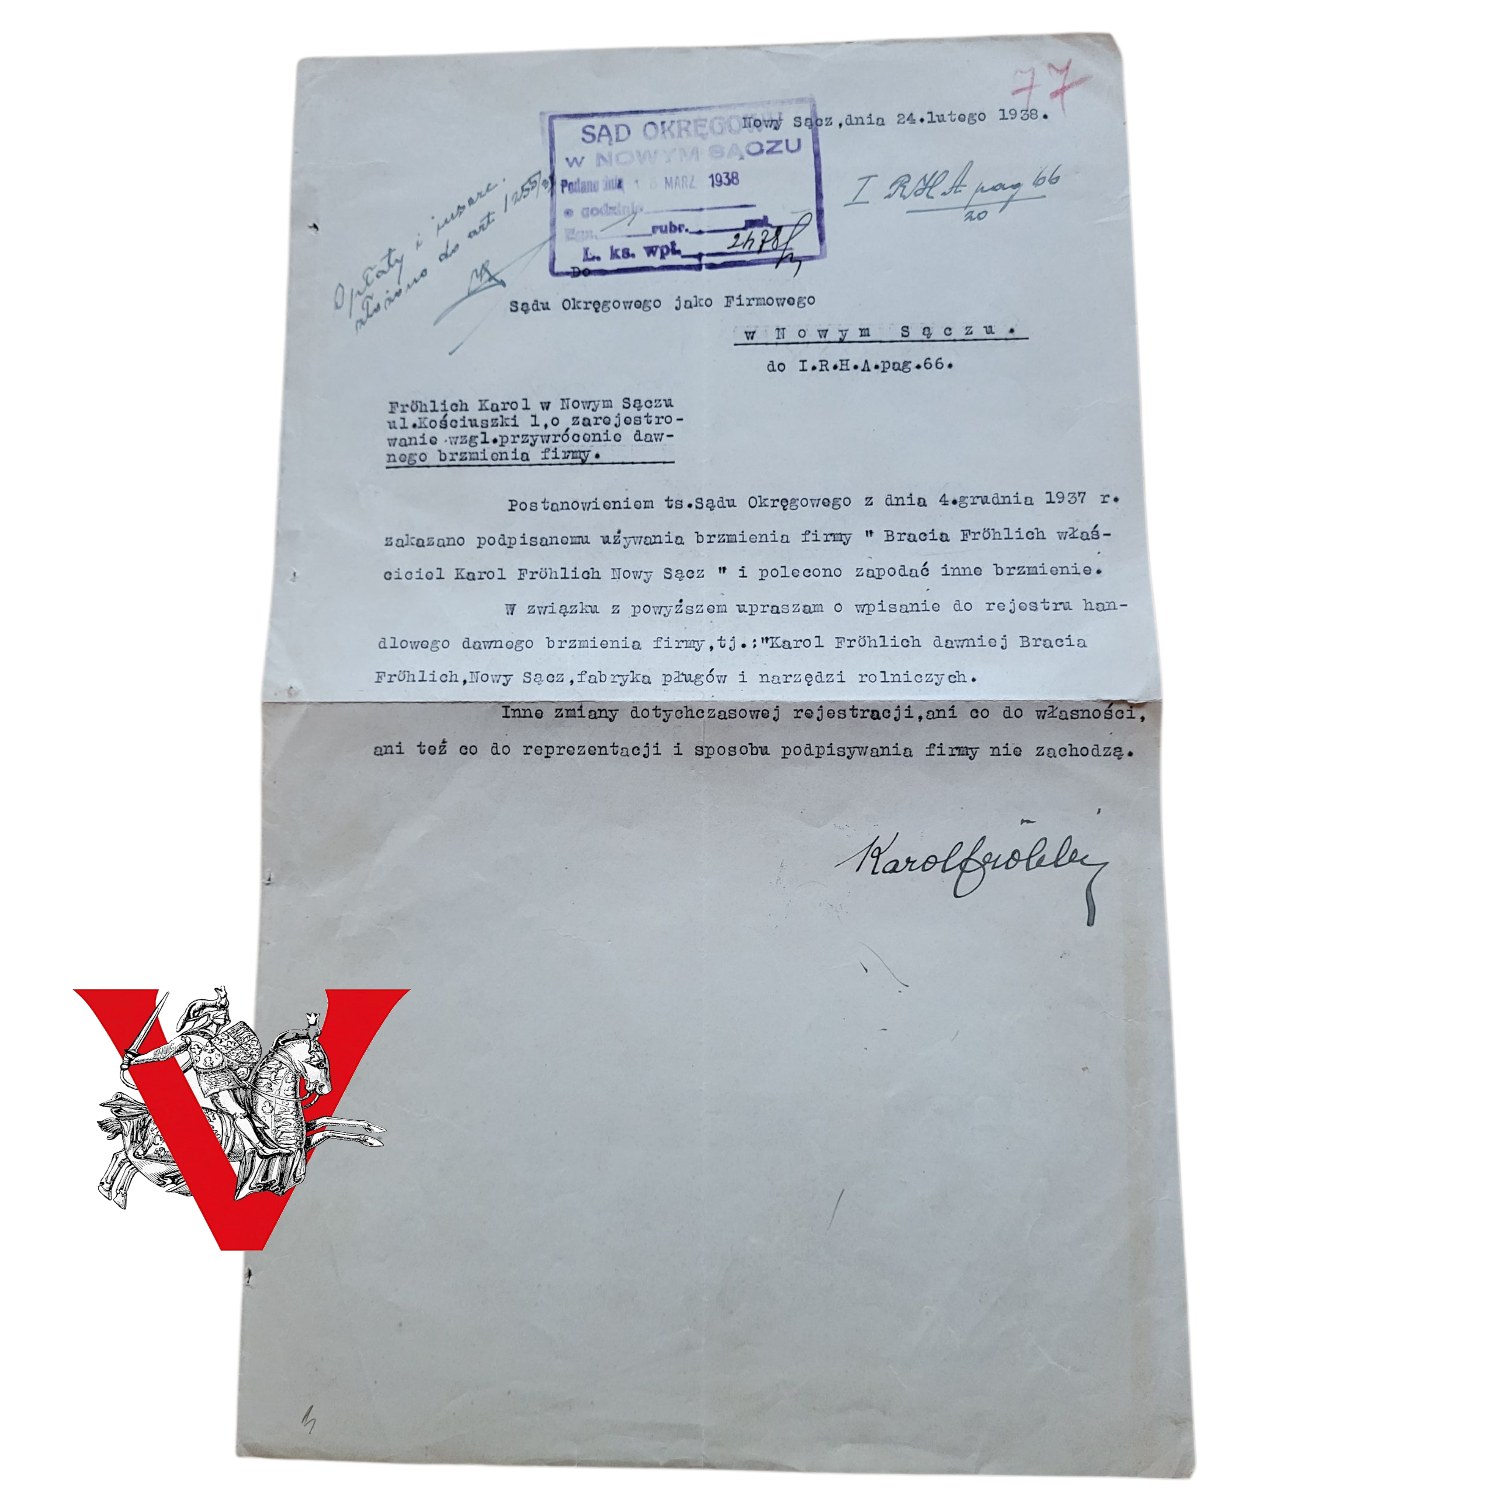 77
Nowy Sącz,dnia 24.lutego 1938.
SĄD OKRĘGOWY
w NOWYM SĄCZU
Podano dnia 1 MARZ. 1938
o godzinie
Egz. rubr. zał.
L. ks. wpł. 2478
I RHA pag 66
20
Opłaty i
złożono do art.
Do
Sądu Okręgowego jako Firmowego
w Nowym Sączu.
do I.R.H.A.pag.66.
Fröhlich Karol w Nowym Sączu
ul.Kościuszki 1,o zarejestro-
wanie wzgl.przywrócenie daw-
nego brzmienia firmy.
Postanowieniem ts.Sądu Okręgowego z dnia 4.grudnia 1937 r.
zakazano podpisanemu używania brzmienia firmy " Bracia Fröhlich właś-
ciciel Karol Fröhlich Nowy Sącz " i polecono zapodać inne brzmienie.
W związku z powyższem upraszam o wpisanie do rejestru han-
dlowego dawnego brzmienia firmy,tj.:"Karol Fröhlich dawniej Bracia
Fröhlich,Nowy Sącz,fabryka pługów i narzędzi rolniczych.
Inne zmiany dotychczasowej rejestracji,ani co do własności,
ani też co do reprezentacji i sposobu podpisywania firmy nie zachodzą.
Karol Fröhlich
V